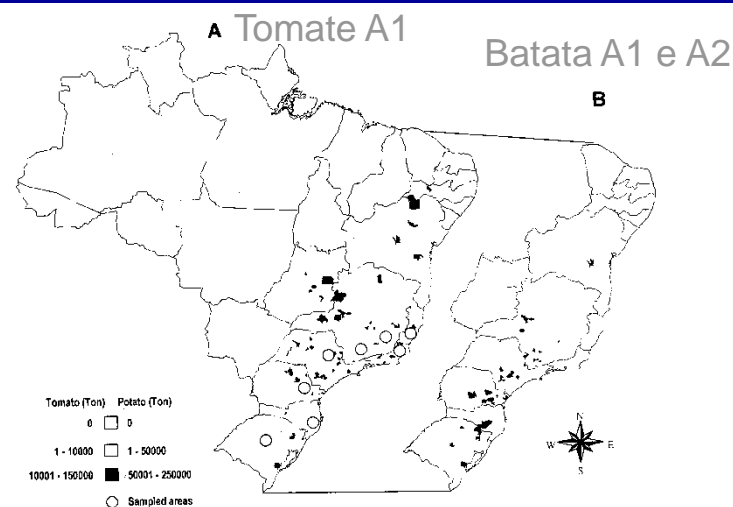 A Tomate A1
Batata A1 e A2
B
Tomato (Ton) Potato (Ton)
0 0
1 - 10000 1 - 50000
10001 - 150000 50001 - 250000
Sampled areas
N
W E
S